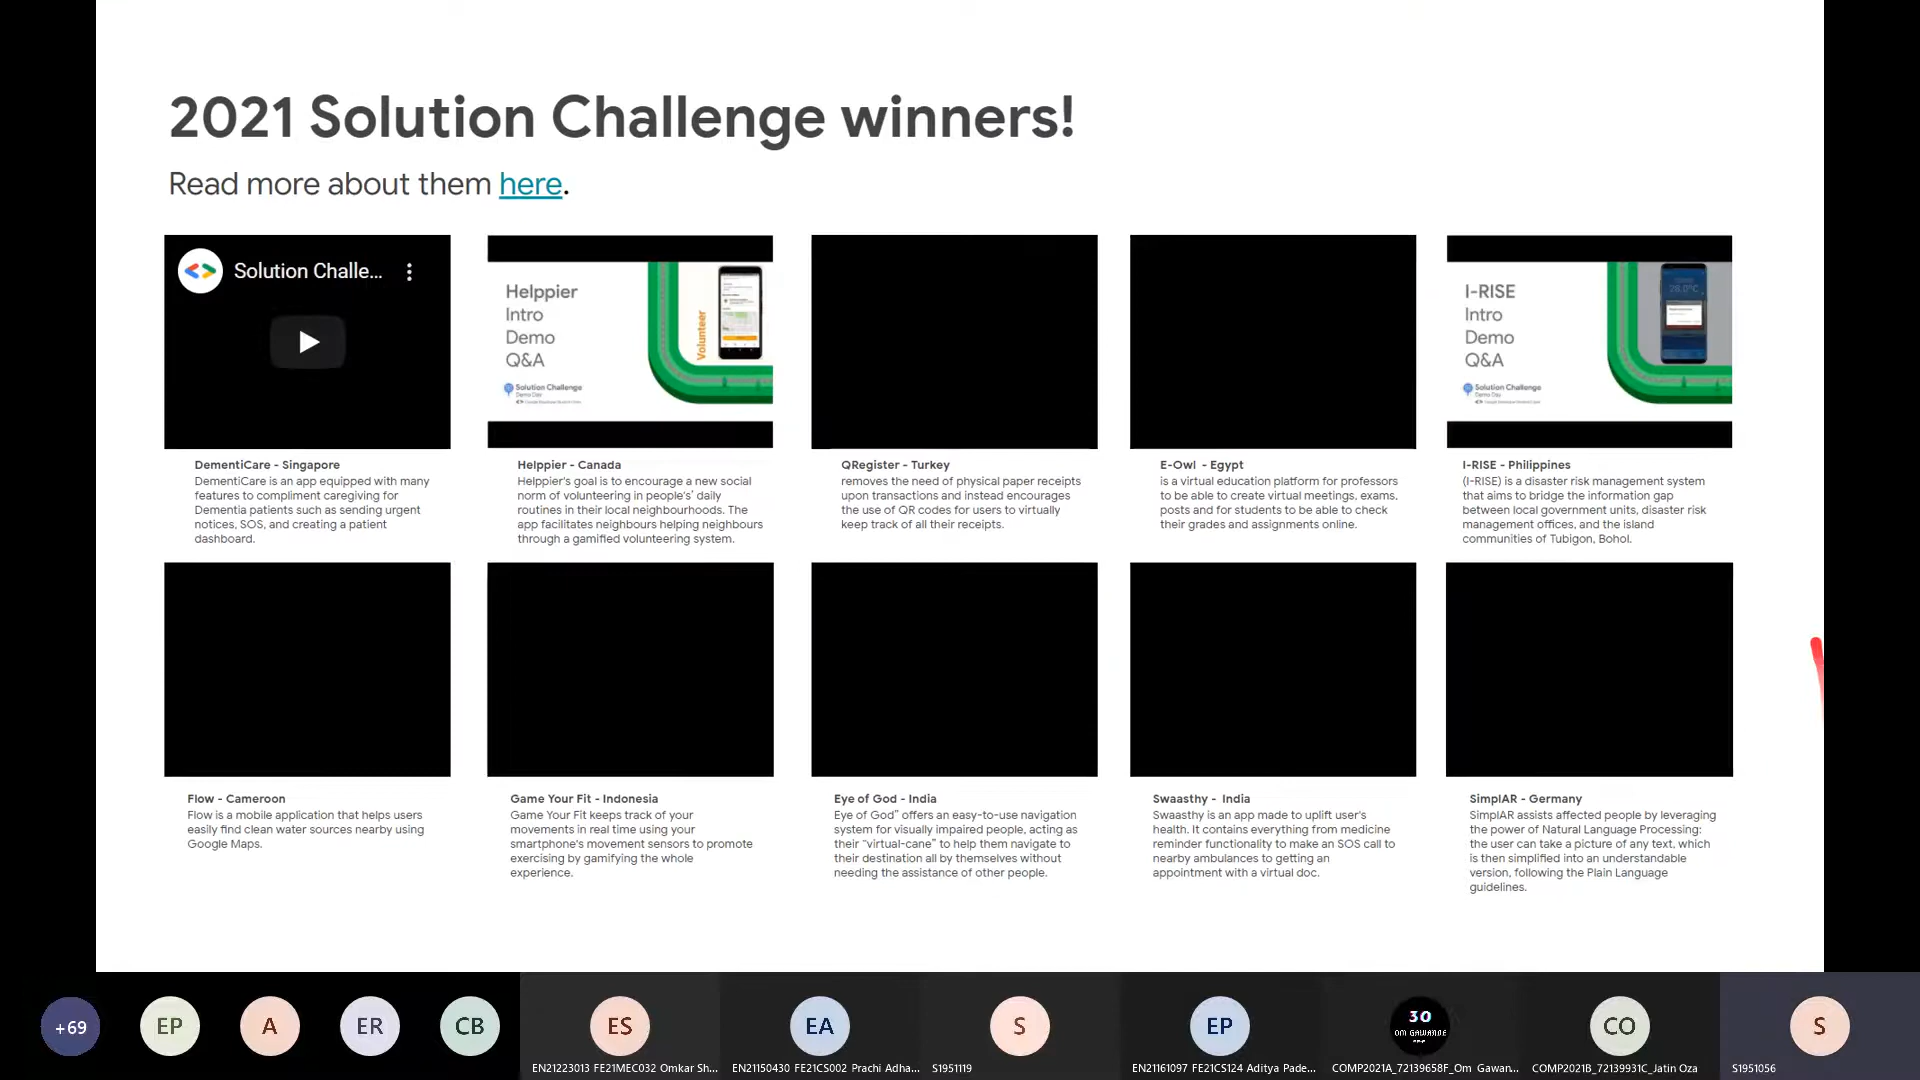 2021 Solution Challenge winners!
Read more about them here.
Solution Challe...
Helppier
Intro
Demo
Q&A
Volunteer
Solution Challenge
Demo Day
I-RISE
Intro
Demo
Q&A
Solution Challenge
Demo Day
DementiCare - Singapore
DementiCare is an app equipped with many
features to compliment caregiving for
Dementia patients such as sending urgent
notices, SOS, and creating a patient
dashboard.
Helppier - Canada
Helppier's goal is to encourage a new social
norm of volunteering in people's' daily
routines in their local neighbourhoods. The
app facilitates neighbours helping neighbours
through a gamified volunteering system.
QRegister - Turkey
removes the need of physical paper receipts
upon transactions and instead encourages
the use of QR codes for users to virtually
keep track of all their receipts.
E-Owl - Egypt
is a virtual education platform for professors
to be able to create virtual meetings, exams,
posts and for students to be able to check
their grades and assignments online.
I-RISE - Philippines
(I-RISE) is a disaster risk management system
that aims to bridge the information gap
between local government units, disaster risk
management offices, and the island
communities of Tubigon, Bohol.
Flow - Cameroon
Flow is a mobile application that helps users
easily find clean water sources nearby using
Google Maps.
Game Your Fit - Indonesia
Game Your Fit keeps track of your
movements in real time using your
smartphone's movement sensors to promote
exercising by gamifying the whole
experience.
Eye of God - India
Eye of God" offers an easy-to-use navigation
system for visually impaired people, acting as
their "virtual-cane" to help them navigate to
their destination all by themselves without
needing the assistance of other people.
Swaasthy - India
Swaasthy is an app made to uplift user's
health. It contains everything from medicine
reminder functionality to make an SOS call to
nearby ambulances to getting an
appointment with a virtual doc.
SimplAR - Germany
SimplAR assists affected people by leveraging
the power of Natural Language Processing:
the user can take a picture of any text, which
is then simplified into an understandable
version, following the Plain Language
guidelines.
+69
EP
A
ER
CB
ES
EA
S
EP
30
OM GAWANDE
CO
S
EN21223013 FE21MEC032 Omkar Sh...
EN21150430 FE21CS002 Prachi Adha...
S1951119
EN21161097 FE21CS124 Aditya Pade...
COMP2021A_72139658F_Om Gawan...
COMP2021B_72139931C_Jatin Oza
S1951056